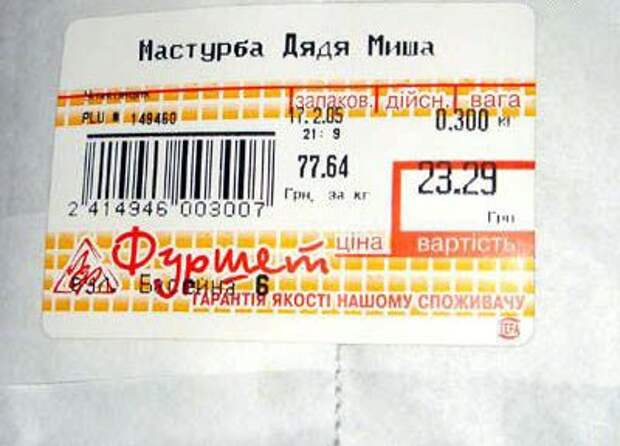 Мастурба Дядя Миша
запаков. дійсн. вага
PLU № 149460
17.2.05
21: 9
0.300 кг
77.64
Грн. за кг
23.29
Грн
2 414946 003007
ціна вартість
Фуршет
Басейна 6
ГАРАНТІЯ ЯКОСТІ НАШОМУ СПОЖИВАЧУ